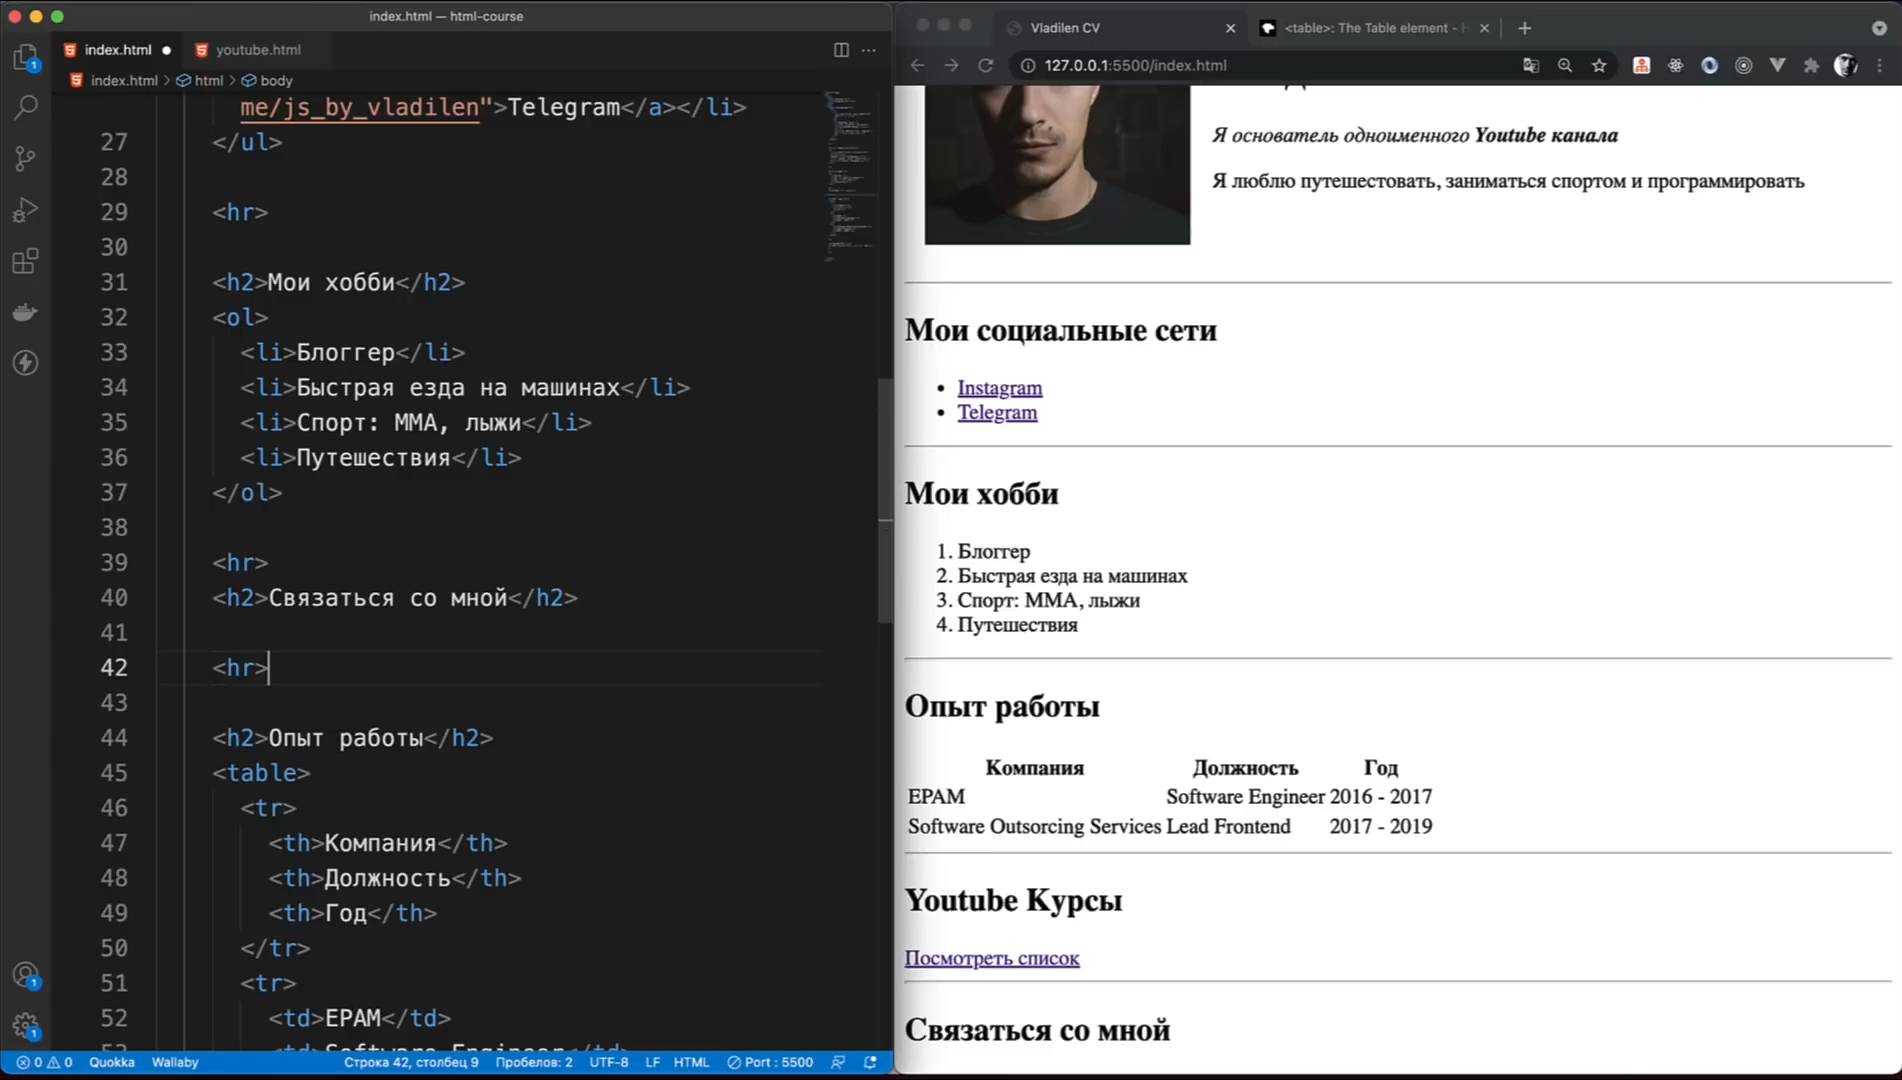 index.html — html-course
index.html
youtube.html
index.html > html > body
me/js_by_vladilen">Telegram</a></li>
27 </ul>
28
29 <hr>
30
31 <h2>Мои хобби</h2>
32 <ol>
33 <li>Блоггер</li>
34 <li>Быстрая езда на машинах</li>
35 <li>Спорт: ММА, лыжи</li>
36 <li>Путешествия</li>
37 </ol>
38
39 <hr>
40 <h2>Связаться со мной</h2>
41
42 <hr>
43
44 <h2>Опыт работы</h2>
45 <table>
46 <tr>
47 <th>Компания</th>
48 <th>Должность</th>
49 <th>Год</th>
50 </tr>
51 <tr>
52 <td>EPAM</td>
1
1
1
0 0 Quokka Wallaby Строка 42, столбец 9 Пробелов: 2 UTF-8 LF HTML Port : 5500
Vladilen CV
<table>: The Table element -
127.0.0.1:5500/index.html
Я основатель одноименного Youtube канала
Я люблю путешестовать, заниматься спортом и программировать
Мои социальные сети
• Instagram
• Telegram
Мои хобби
1. Блоггер
2. Быстрая езда на машинах
3. Спорт: ММА, лыжи
4. Путешествия
Опыт работы
Компания Должность Год
EPAM Software Engineer 2016 - 2017
Software Outsorcing Services Lead Frontend 2017 - 2019
Youtube Курсы
Посмотреть список
Связаться со мной